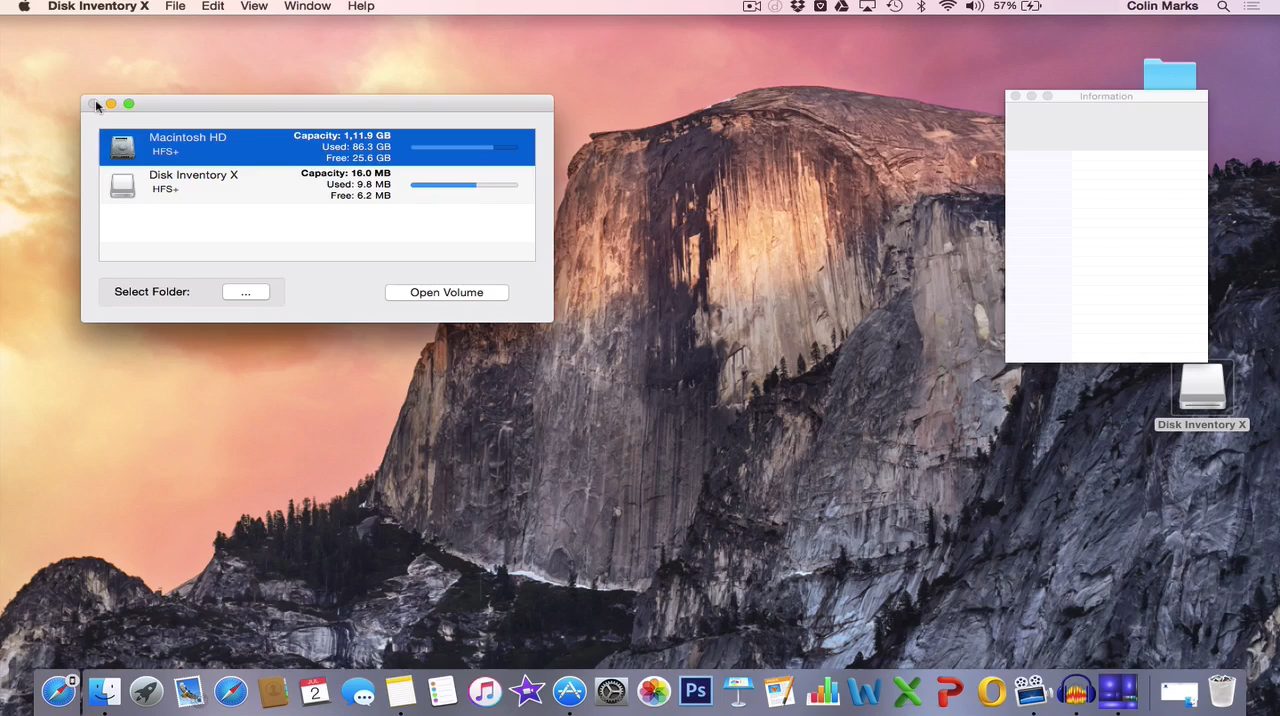 Disk Inventory X File Edit View Window Help 57% Colin Marks
Information
Macintosh HD
HFS+
Capacity: 1,11.9 GB
Used: 86.3 GB
Free: 25.6 GB
Disk Inventory X
HFS+
Capacity: 16.0 MB
Used: 9.8 MB
Free: 6.2 MB
Select Folder: ... Open Volume
Disk Inventory X
JUL
2
Ps